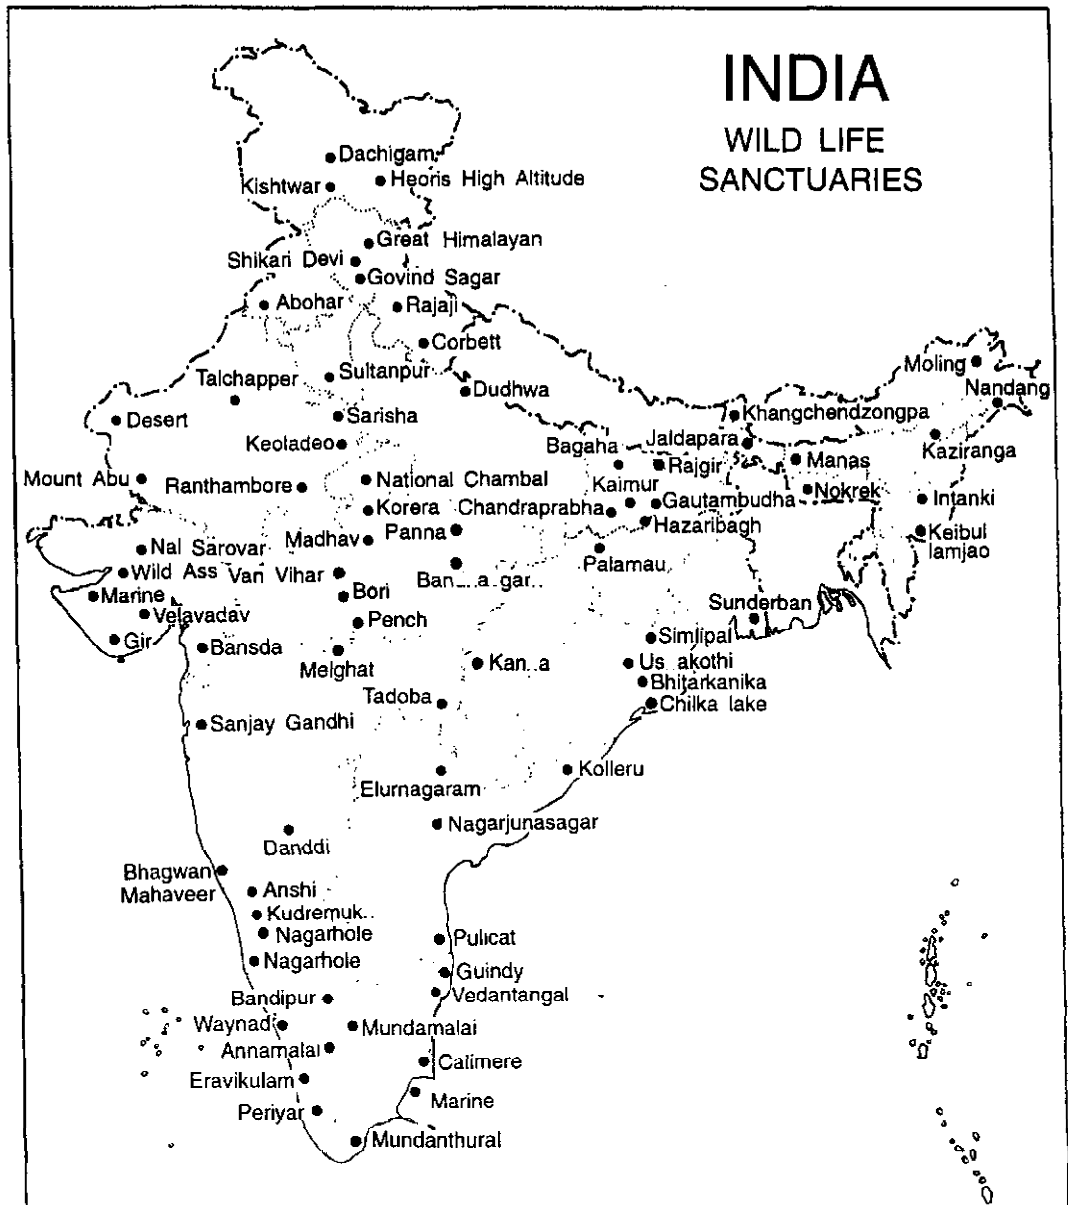 INDIA
WILD LIFE
SANCTUARIES
Dachigam
Heoris High Altitude
Kishtwar
Great Himalayan
Shikari Devi
Govind Sagar
Abohar
Rajaji
Corbett
Moling
Talchapper
Sultanpur
Dudhwa
Nandang
Desert
Sarisha
Khangchendzongpa
Keoladeo
Bagaha
Jaldapara
Kaziranga
Mount Abu
Ranthambore
National Chambal
Rajgir
Manas
Kaimur
Korera
Chandraprabha
Gautambudha
Nokrek
Intanki
Madhav
Panna
Hazaribagh
Keibul
lamjao
Nal Sarovar
Palamau
Wild Ass
Van Vihar
Marine
Bori
Velavadav
Pench
Sunderban
Gir
Bansda
Melghat
Simlipal
Us akothi
Tadoba
Bhitarkanika
Chilka lake
Sanjay Gandhi
Kolleru
Elurnagaram
Nagarjunasagar
Danddi
Bhagwan
Mahaveer
Anshi
Kudremuk..
Nagarhole
Pulicat
Nagarhole
Guindy
Vedantangal
Bandipur
Waynad
Mundamalai
Annamalai
Calimere
Eravikulam
Marine
Periyar
Mundanthural